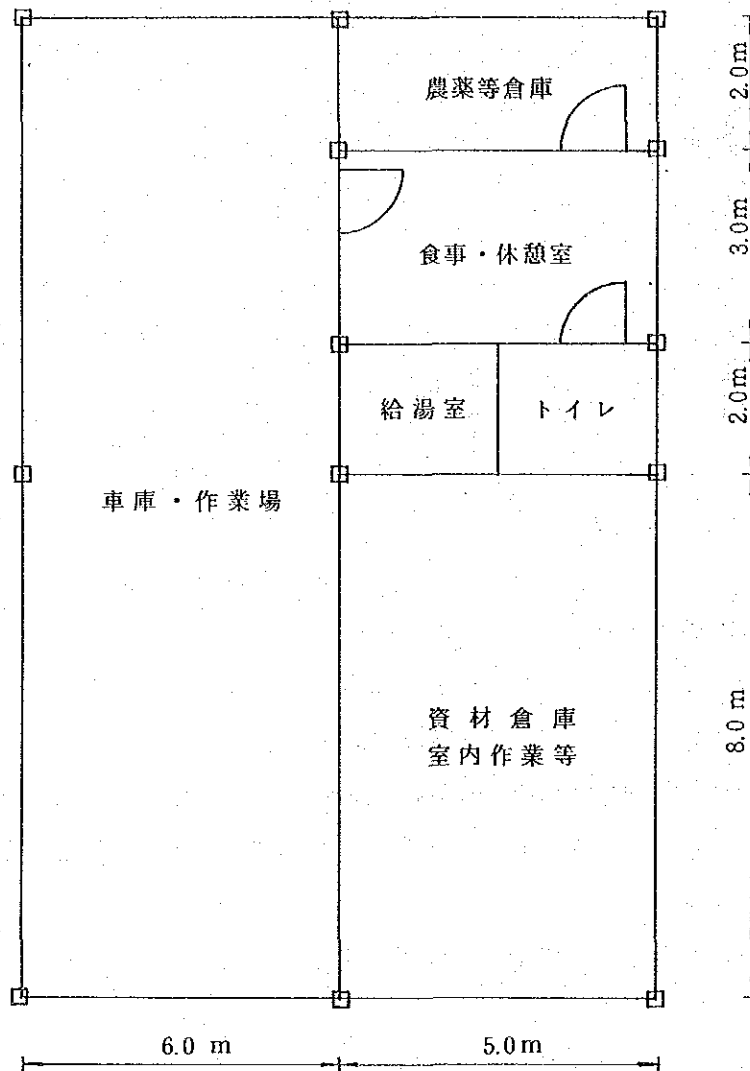 農薬等倉庫
2.0m
3.0m
食事・休憩室
給湯室
トイレ
2.0m
車庫・作業場
資材倉庫
室内作業等
8.0 m
6.0 m
5.0m